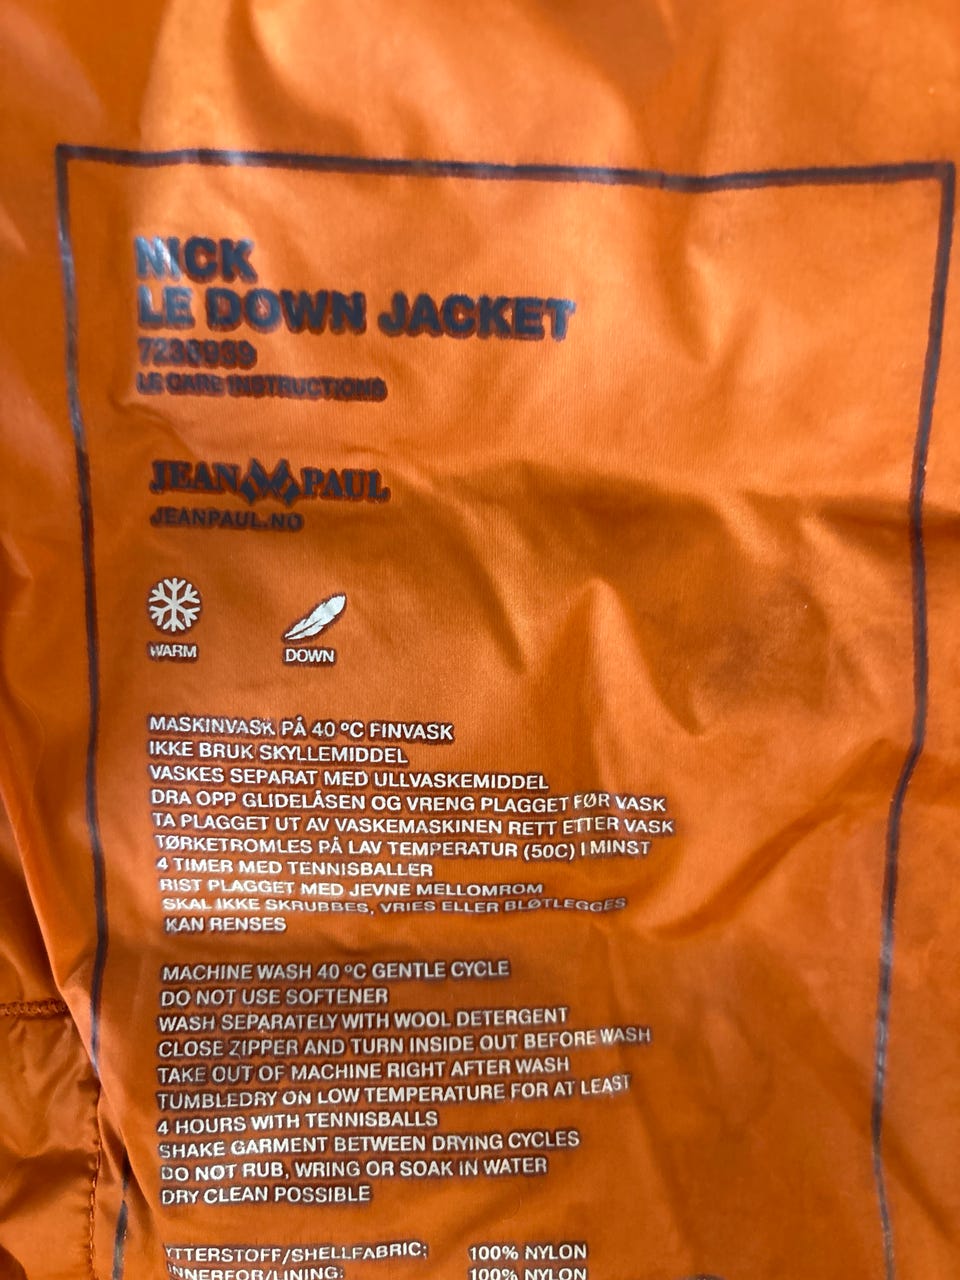 NICK
LE DOWN JACKET
7236939
LE CARE INSTRUCTIONS
JEAN PAUL
JEANPAUL.NO
WARM
DOWN
MASKINVASK PÅ 40 ºC FINVASK
IKKE BRUK SKYLLEMIDDEL
VASKES SEPARAT MED ULLVASKEMIDDEL
DRA OPP GLIDELÅSEN OG VRENG PLAGGET FØR VASK
TA PLAGGET UT AV VASKEMASKINEN RETT ETTER VASK
TØRKETROMLES PÅ LAV TEMPERATUR (50C) I MINST
4 TIMER MED TENNISBALLER
RIST PLAGGET MED JEVNE MELLOMROM
SKAL IKKE SKRUBBES, VRIES ELLER BLØTLEGGES
KAN RENSES
MACHINE WASH 40 ºC GENTLE CYCLE
DO NOT USE SOFTENER
WASH SEPARATELY WITH WOOL DETERGENT
CLOSE ZIPPER AND TURN INSIDE OUT BEFORE WASH
TAKE OUT OF MACHINE RIGHT AFTER WASH
TUMBLEDRY ON LOW TEMPERATURE FOR AT LEAST
4 HOURS WITH TENNISBALLS
SHAKE GARMENT BETWEEN DRYING CYCLES
DO NOT RUB, WRING OR SOAK IN WATER
DRY CLEAN POSSIBLE
YTTERSTOFF/SHELLFABRIC: 100% NYLON
INNERFOR/LINING: 100% NYLON